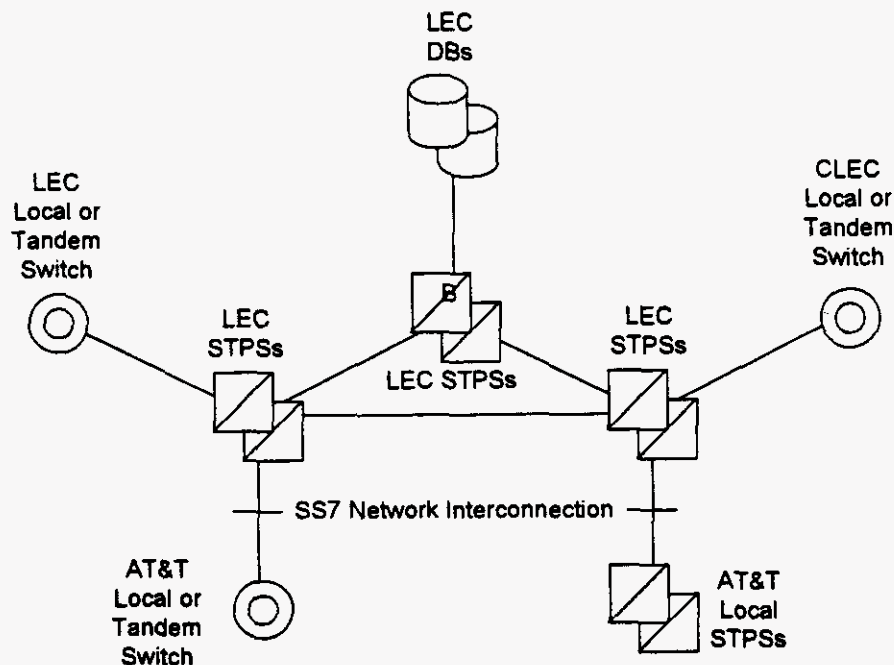 LEC
DBs
LEC
Local or
Tandem
Switch
CLEC
Local or
Tandem
Switch
B
LEC
STPSs
LEC
STPSs
LEC STPSs
SS7 Network Interconnection
AT&T
Local or
Tandem
Switch
AT&T
Local
STPSs